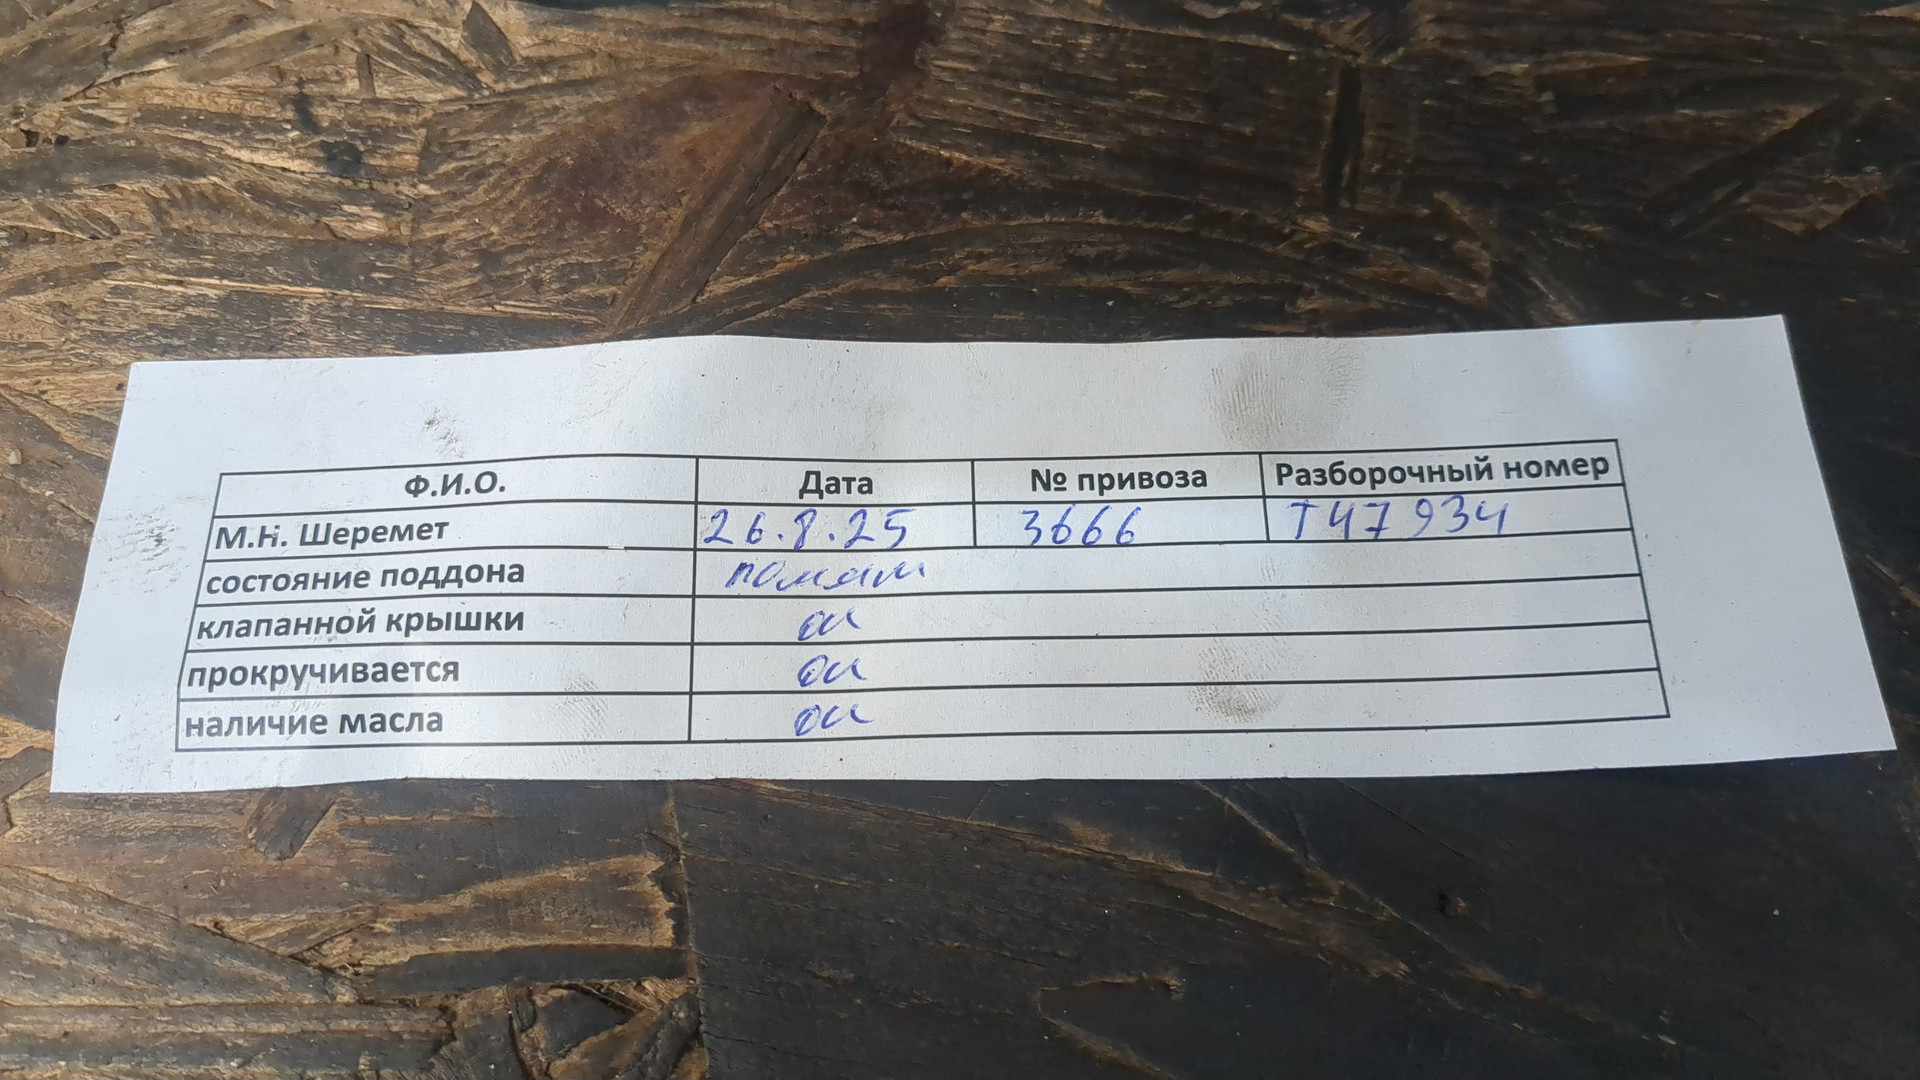 Ф.И.О. Дата № привоза Разборочный номер
М.Н. Шеремет 26.8.25 3666 Т47934
состояние поддона помят
клапанной крышки ок
прокручивается ок
наличие масла ок